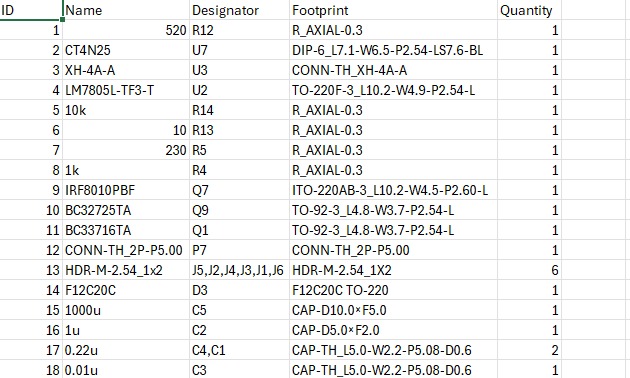 ID Name Designator Footprint Quantity
1 520 R12 R_AXIAL-0.3 1
2 CT4N25 U7 DIP-6_L7.1-W6.5-P2.54-LS7.6-BL 1
3 XH-4A-A U3 CONN-TH_XH-4A-A 1
4 LM7805L-TF3-T U2 TO-220F-3_L10.2-W4.9-P2.54-L 1
5 10k R14 R_AXIAL-0.3 1
6 10 R13 R_AXIAL-0.3 1
7 230 R5 R_AXIAL-0.3 1
8 1k R4 R_AXIAL-0.3 1
9 IRF8010PBF Q7 ITO-220AB-3_L10.2-W4.5-P2.60-L 1
10 BC32725TA Q9 TO-92-3_L4.8-W3.7-P2.54-L 1
11 BC33716TA Q1 TO-92-3_L4.8-W3.7-P2.54-L 1
12 CONN-TH_2P-P5.00 P7 CONN-TH_2P-P5.00 1
13 HDR-M-2.54_1x2 J5,J2,J4,J3,J1,J6 HDR-M-2.54_1X2 6
14 F12C20C D3 F12C20C TO-220 1
15 1000u C5 CAP-D10.0×F5.0 1
16 1u C2 CAP-D5.0×F2.0 1
17 0.22u C4,C1 CAP-TH_L5.0-W2.2-P5.08-D0.6 2
18 0.01u C3 CAP-TH_L5.0-W2.2-P5.08-D0.6 1